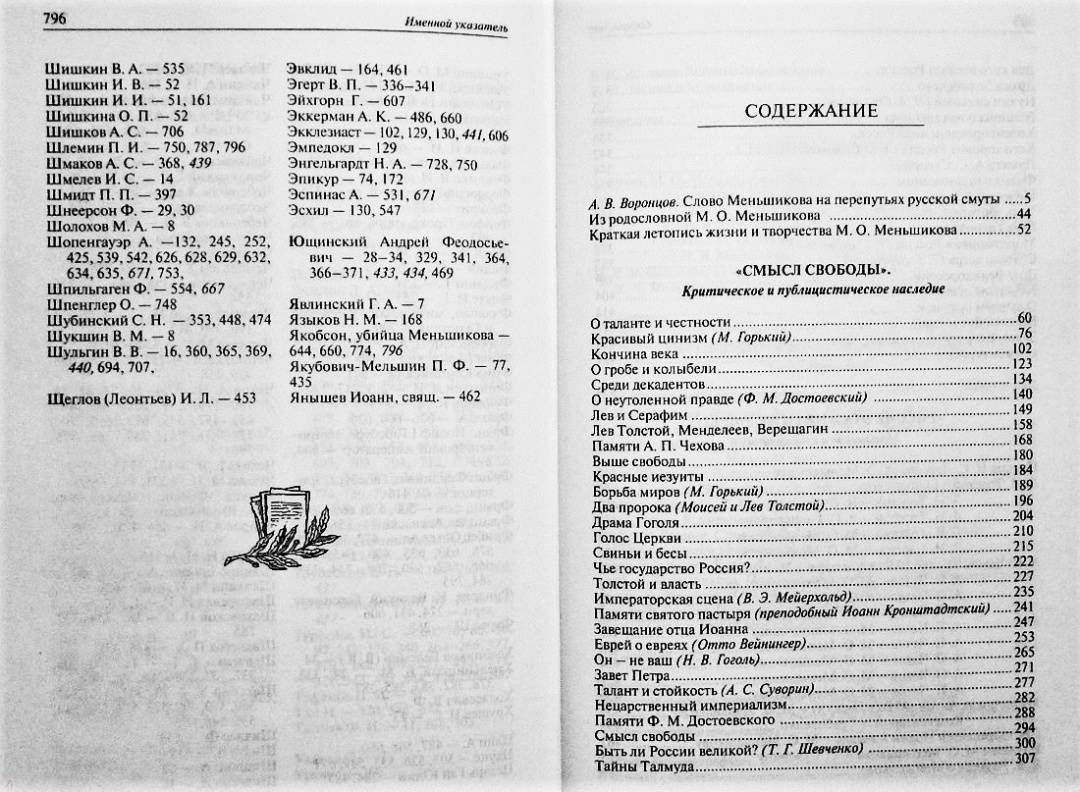 796
Именной указатель
Шишкин В. А. — 535
Шишкин И. В. — 52
Шишкин И. И. — 51, 161
Шишкина О. П. — 52
Шишков А. С. — 706
Шлемин П. И. — 750, 787, 796
Шмаков А. С. — 368, 439
Шмелев И. С. — 14
Шмидт П. П. — 397
Шнеерсон Ф. — 29, 30
Шолохов М. А. — 8
Шопенгауэр А. —132, 245, 252,
425, 539, 542, 626, 628, 629, 632,
634, 635, 671, 753,
Шпильгаген Ф. — 554, 667
Шпенглер О. — 748
Шубинский С. Н. — 353, 448, 474
Шукшин В. М. — 8
Шульгин В. В. — 16, 360, 365, 369,
440, 694, 707,
Щеглов (Леонтьев) И. Л. — 453
Эвклид — 164, 461
Эгерт В. П. — 336–341
Эйхгорн Г. — 607
Эккерман А. К. — 486, 660
Экклезиаст — 102, 129, 130, 441, 606
Эмпедокл — 129
Энгельгардт Н. А. — 728, 750
Эпикур — 74, 172
Эспинас А. — 531, 671
Эсхил — 130, 547
Ющинский Андрей Феодосье-
вич — 28–34, 329, 341, 364,
366–371, 433, 434, 469
Явлинский Г. А. — 7
Языков Н. М. — 168
Якобсон, убийца Меньшикова —
644, 660, 774, 796
Якубович-Мельшин П. Ф. — 77,
435
Янышев Иоанн, свящ. — 462
СОДЕРЖАНИЕ
А. В. Воронцов. Слово Меньшикова на перепутьях русской смуты .....5
Из родословной М. О. Меньшикова ..............................44
Краткая летопись жизни и творчества М. О. Меньшикова..........52
«СМЫСЛ СВОБОДЫ».
Критическое и публицистическое наследие
О таланте и честности..............................60
Красивый цинизм (М. Горький)..............................76
Кончина века..............................102
О гробе и колыбели..............................123
Среди декадентов..............................134
О неутоленной правде (Ф. М. Достоевский) ....................140
Лев и Серафим..............................149
Лев Толстой, Менделеев, Верещагин ....................158
Памяти А. П. Чехова..............................168
Выше свободы..............................180
Красные иезуиты..............................184
Борьба миров (М. Горький)..............................189
Два пророка (Моисей и Лев Толстой)....................196
Драма Гоголя..............................204
Голос Церкви..............................210
Свиньи и бесы..............................215
Чье государство Россия?..............................222
Толстой и власть..............................227
Императорская сцена (В. Э. Мейерхольд)....................235
Памяти святого пастыря (преподобный Иоанн Кронштадтский) ....241
Завещание отца Иоанна..............................247
Еврей о евреях (Отто Вейнингер)....................253
Он – не ваш (Н. В. Гоголь)..............................265
Завет Петра..............................271
Талант и стойкость (А. С. Суворин)....................277
Нецарственный империализм..............................282
Памяти Ф. М. Достоевского ..............................288
Смысл свободы..............................294
Быть ли России великой? (Т. Г. Шевченко) ....................300
Тайны Талмуда..............................307